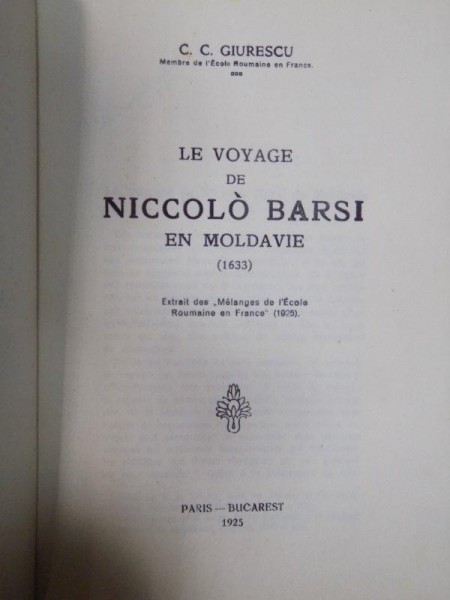 C. C. GIURESCU
Membre de l'École Roumaine en France.
LE VOYAGE
DE
NICCOLÒ BARSI
EN MOLDAVIE
(1633)
Extrait des „Mélanges de l'École
Roumaine en France" (1925).
PARIS — BUCAREST
1925